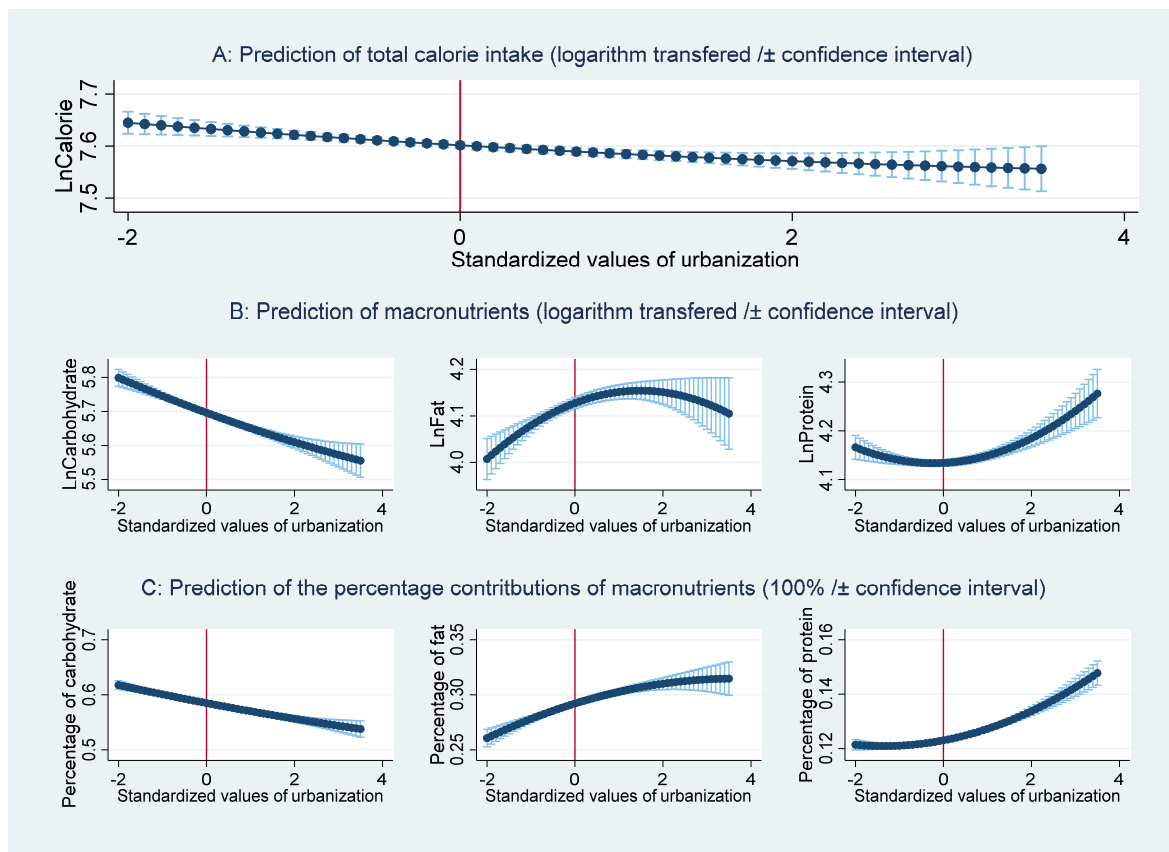 A: Prediction of total calorie intake (logarithm transfered /± confidence interval)
LnCalorie
7.7
7.6
7.5
-2 0 2 4
Standardized values of urbanization
B: Prediction of macronutrients (logarithm transfered /± confidence interval)
LnCarbohydrate
5.8
5.7
5.6
5.5
-2 0 2 4
Standardized values of urbanization
LnFat
4.2
4.1
4.0
-2 0 2 4
Standardized values of urbanization
LnProtein
4.3
4.2
4.1
-2 0 2 4
Standardized values of urbanization
C: Prediction of the percentage contritbutions of macronutrients (100% /± confidence interval)
Percentage of carbohydrate
0.7
0.6
0.5
-2 0 2 4
Standardized values of urbanization
Percentage of fat
0.35
0.30
0.25
-2 0 2 4
Standardized values of urbanization
Percentage of protein
0.16
0.14
0.12
-2 0 2 4
Standardized values of urbanization